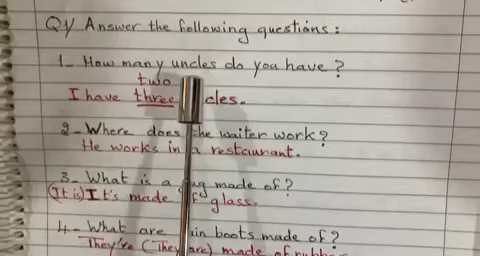 Q1/ Answer the following questions:
1- How many uncles do you have?
two
I have three cles.
2- Where does the waiter work?
He works in a restaurant.
3- What is a made of?
(It is) It's made glass.
4- What are boots made of?
They're (They are) made of